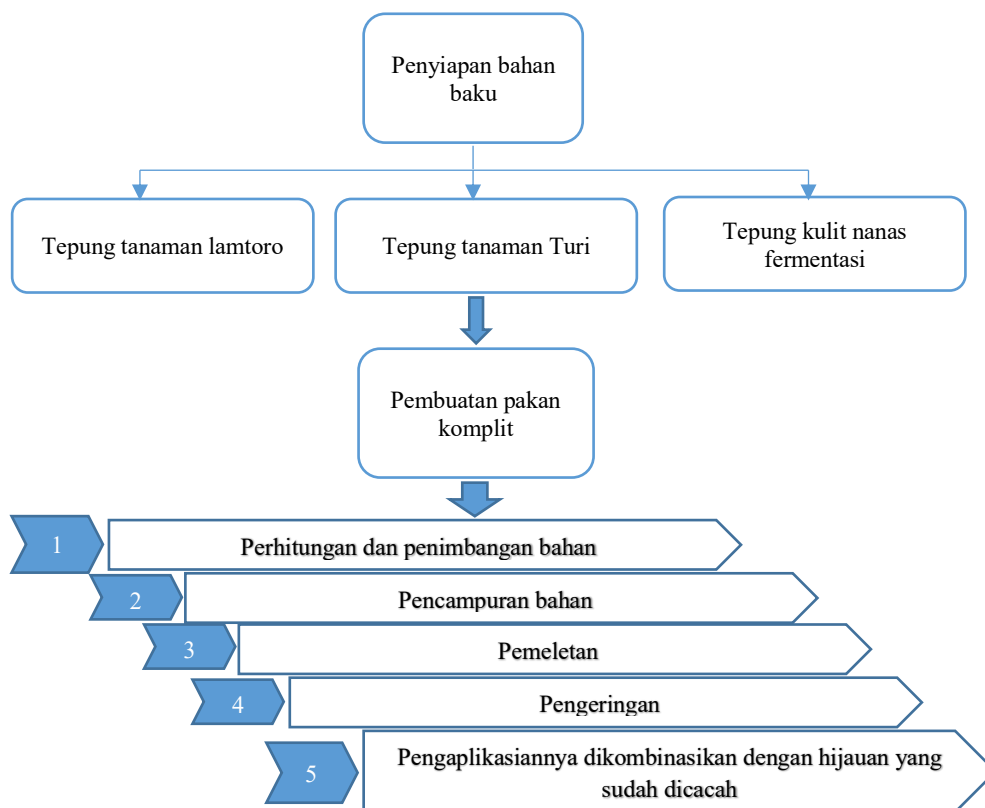 Penyiapan bahan
baku
Tepung tanaman lamtoro
Tepung tanaman Turi
Tepung kulit nanas
fermentasi
Pembuatan pakan
komplit
1
Perhitungan dan penimbangan bahan
2
Pencampuran bahan
3
Pemeletan
4
Pengeringan
5
Pengaplikasiannya dikombinasikan dengan hijauan yang
sudah dicacah